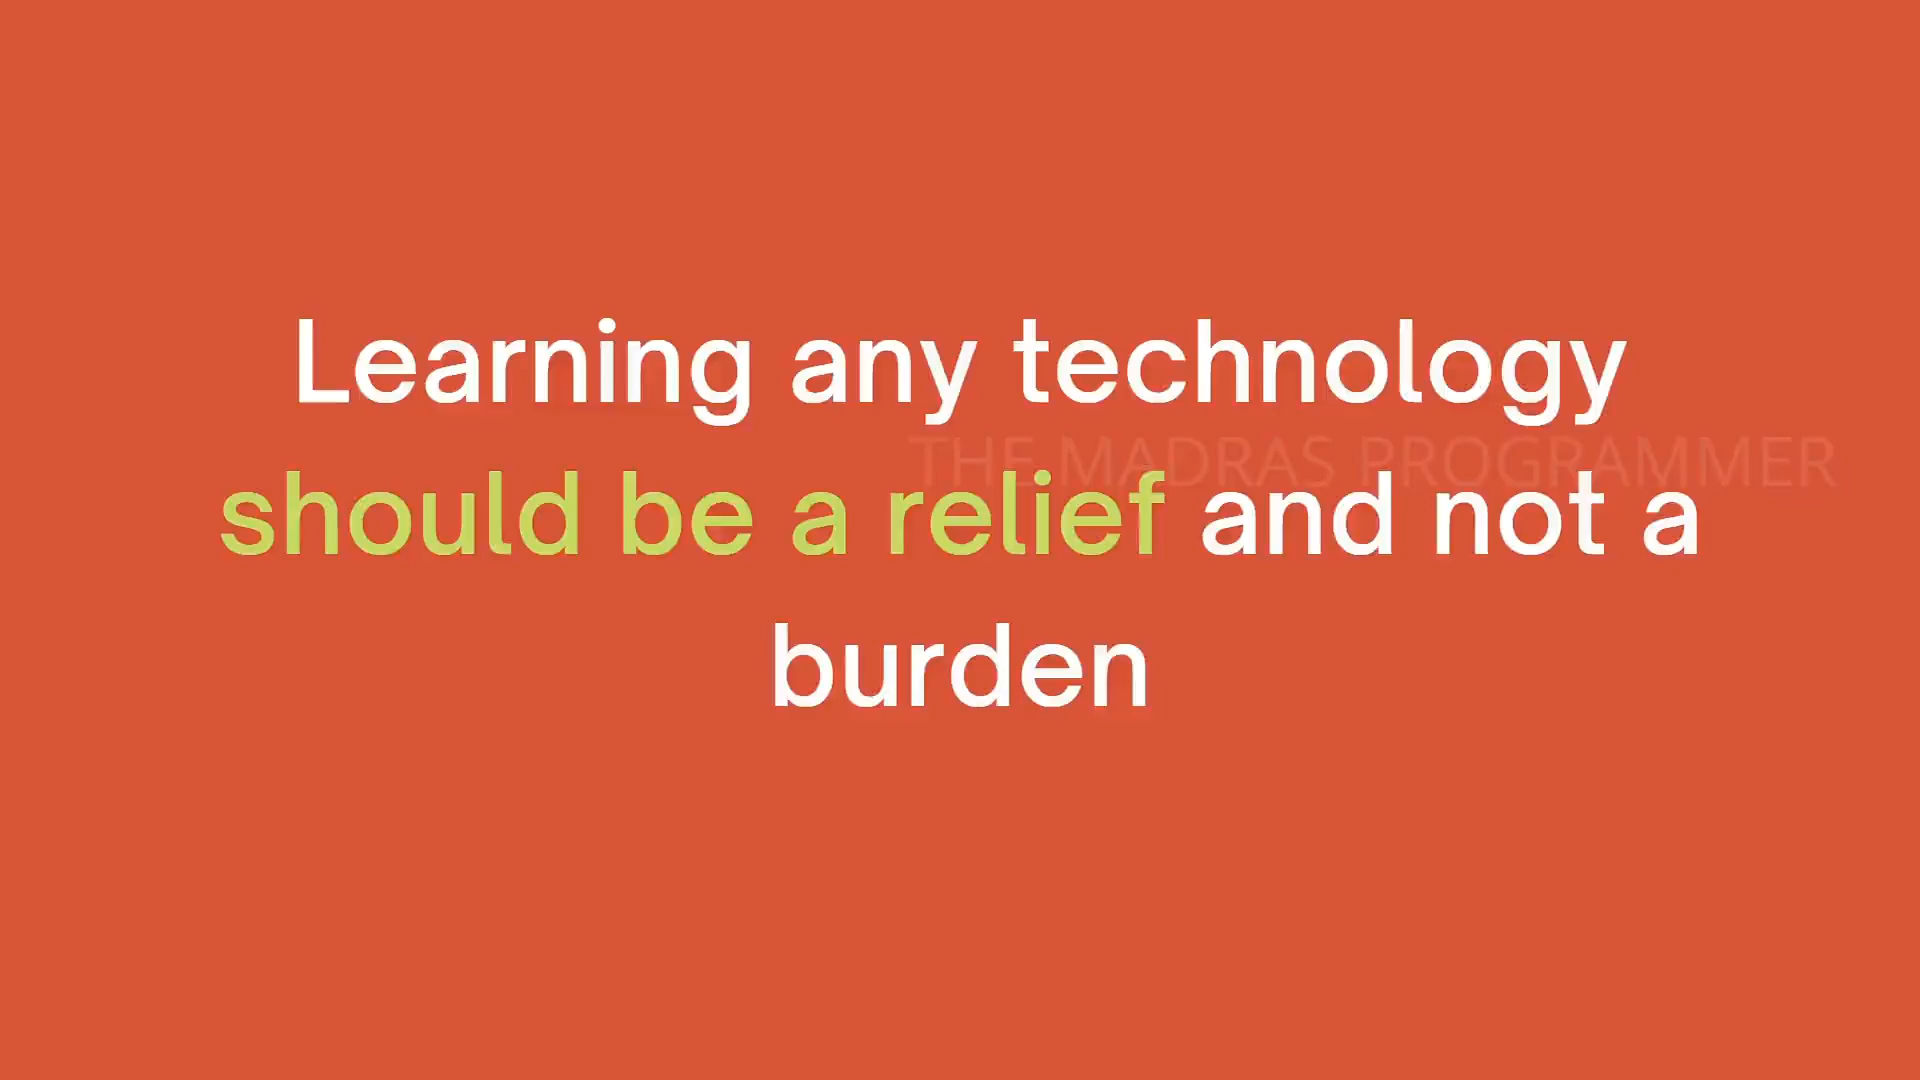 Learning any technology
THE MADRAS PROGRAMMER
should be a relief and not a
burden